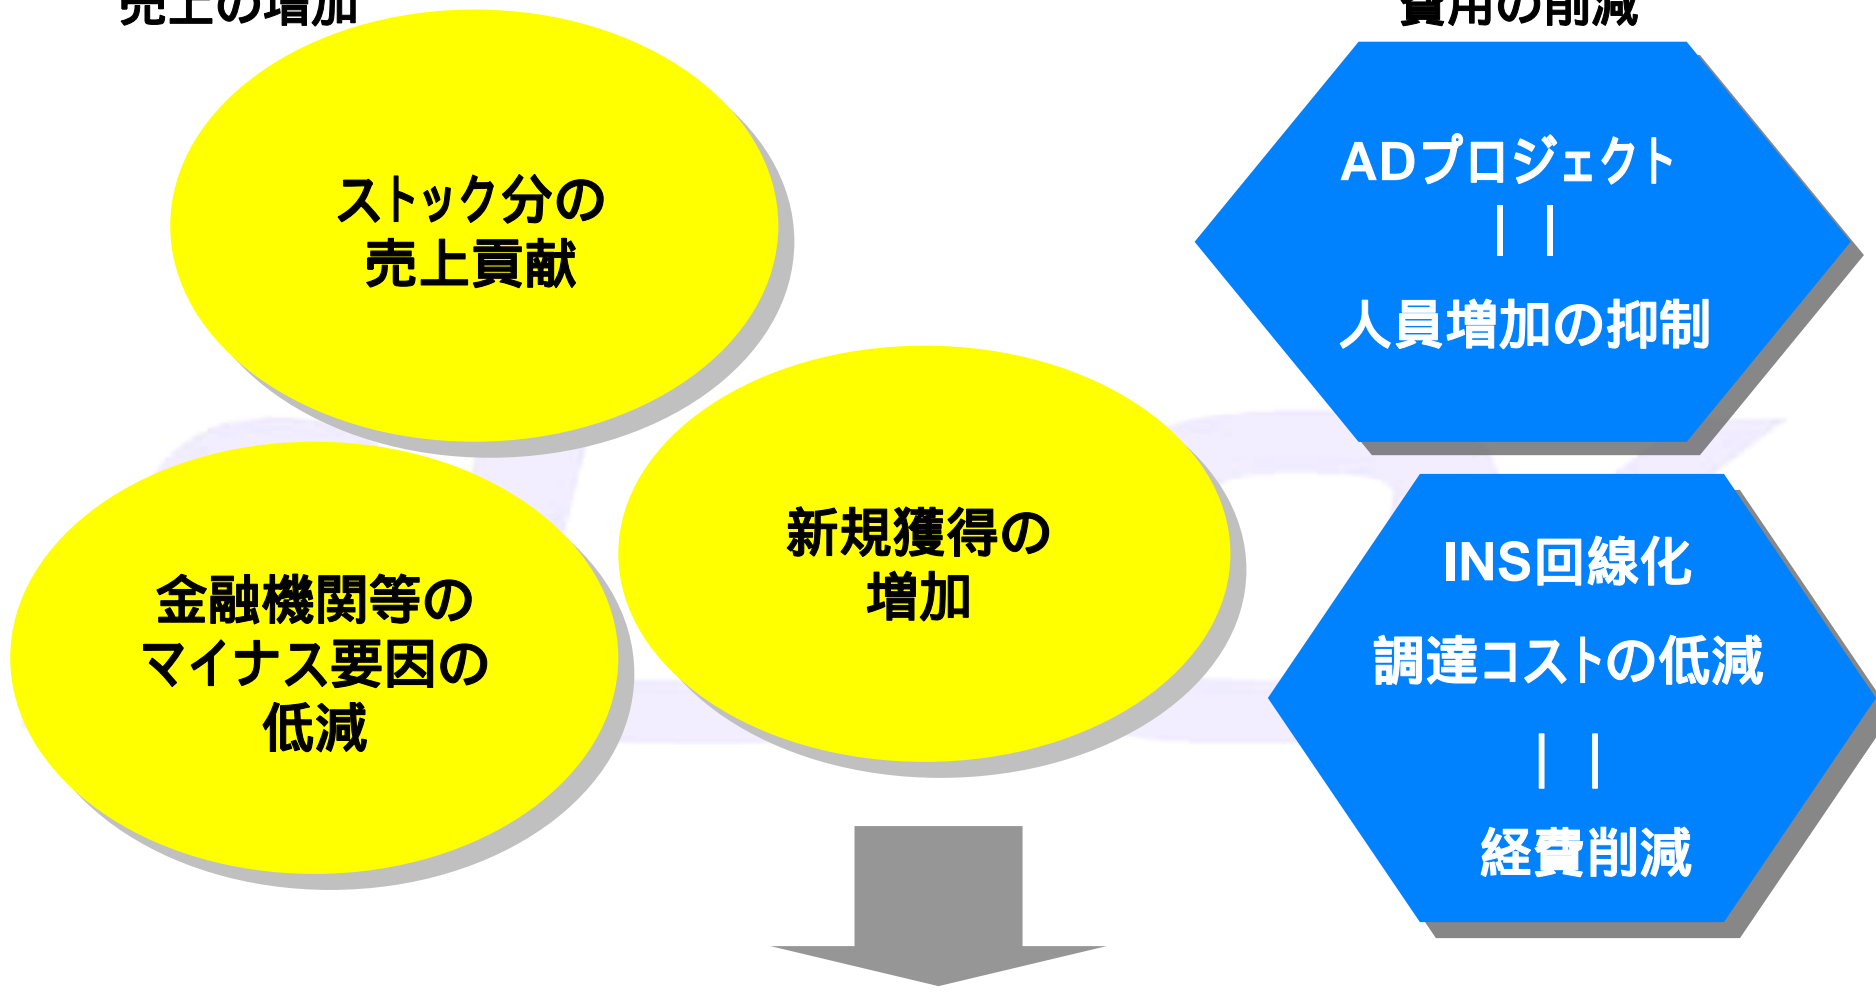 売上の増加
費用の削減
ストック分の
売上貢献
新規獲得の
増加
金融機関等の
マイナス要因の
低減
ADプロジェクト
||
人員増加の抑制
INS回線化
調達コストの低減
||
経費削減